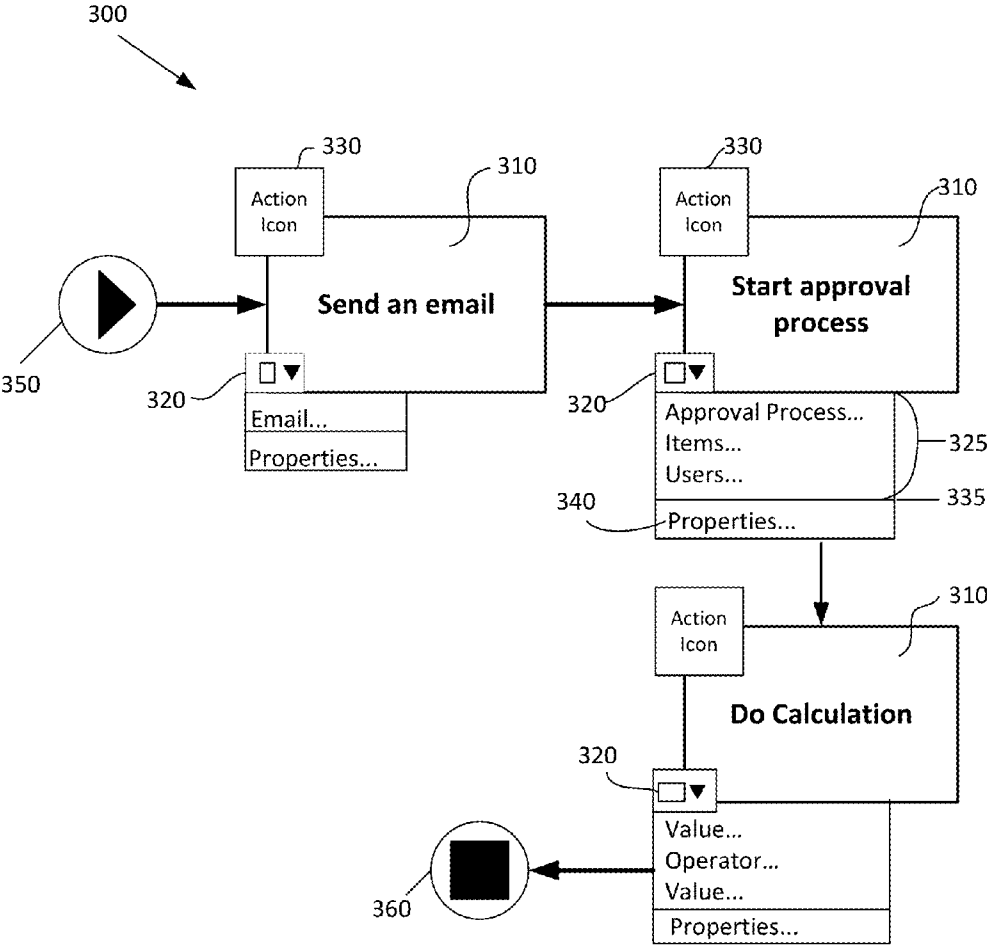 300
330
310
Action
Icon
Send an email
350
320
Email...
Properties...
330
310
Action
Icon
Start approval
process
320
Approval Process...
Items...
Users...
325
335
340
Properties...
310
Action
Icon
Do Calculation
320
Value...
Operator...
Value...
Properties...
360